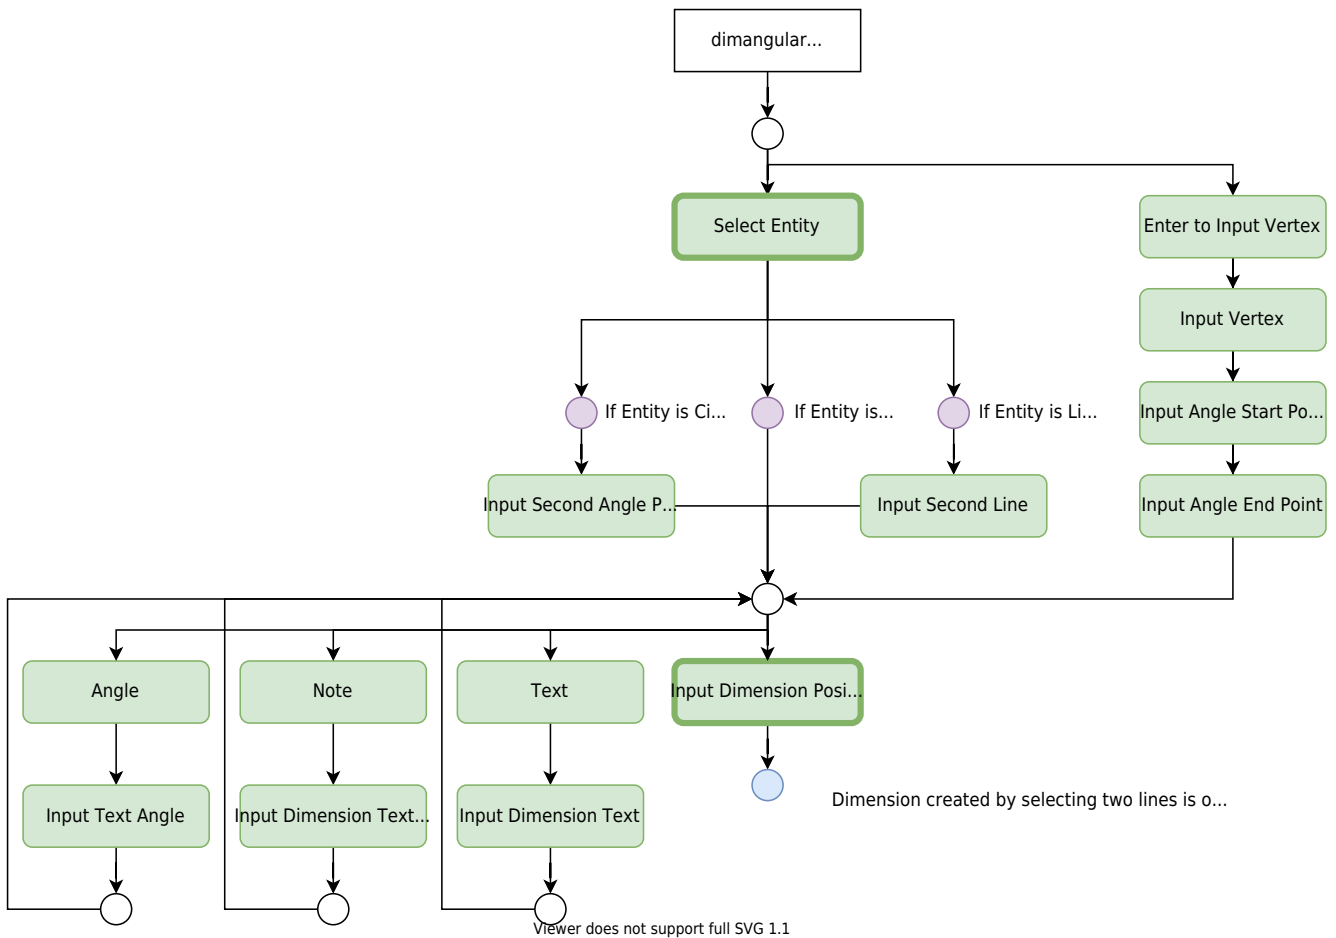 dimangular...
Select Entity
Enter to Input Vertex
Input Vertex
If Entity is Ci...
If Entity is...
If Entity is Li...
Input Angle Start Po...
Input Second Angle P...
Input Second Line
Input Angle End Point
Angle
Note
Text
Input Dimension Posi...
Input Text Angle
Input Dimension Text...
Input Dimension Text
Dimension created by selecting two lines is o...
Viewer does not support full SVG 1.1